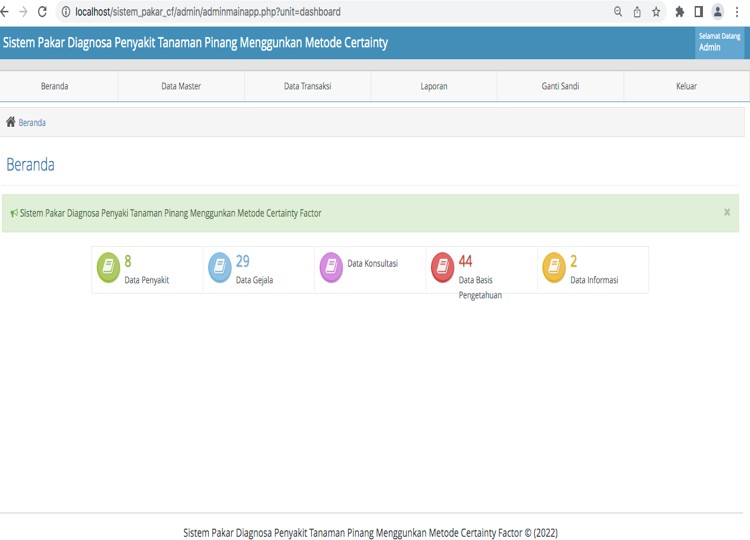 localhost/sistem_pakar_cf/admin/adminmainapp.php?unit=dashboard
Sistem Pakar Diagnosa Penyakit Tanaman Pinang Menggunkan Metode Certainty
Selamat Datang
Admin
Beranda
Data Master
Data Transaksi
Laporan
Ganti Sandi
Keluar
Beranda
Beranda
Sistem Pakar Diagnosa Penyaki Tanaman Pinang Menggunkan Metode Certainty Factor
x
8
Data Penyakit
29
Data Gejala
Data Konsultasi
44
Data Basis
Pengetahuan
2
Data Informasi
Sistem Pakar Diagnosa Penyakit Tanaman Pinang Menggunkan Metode Certainty Factor © (2022)